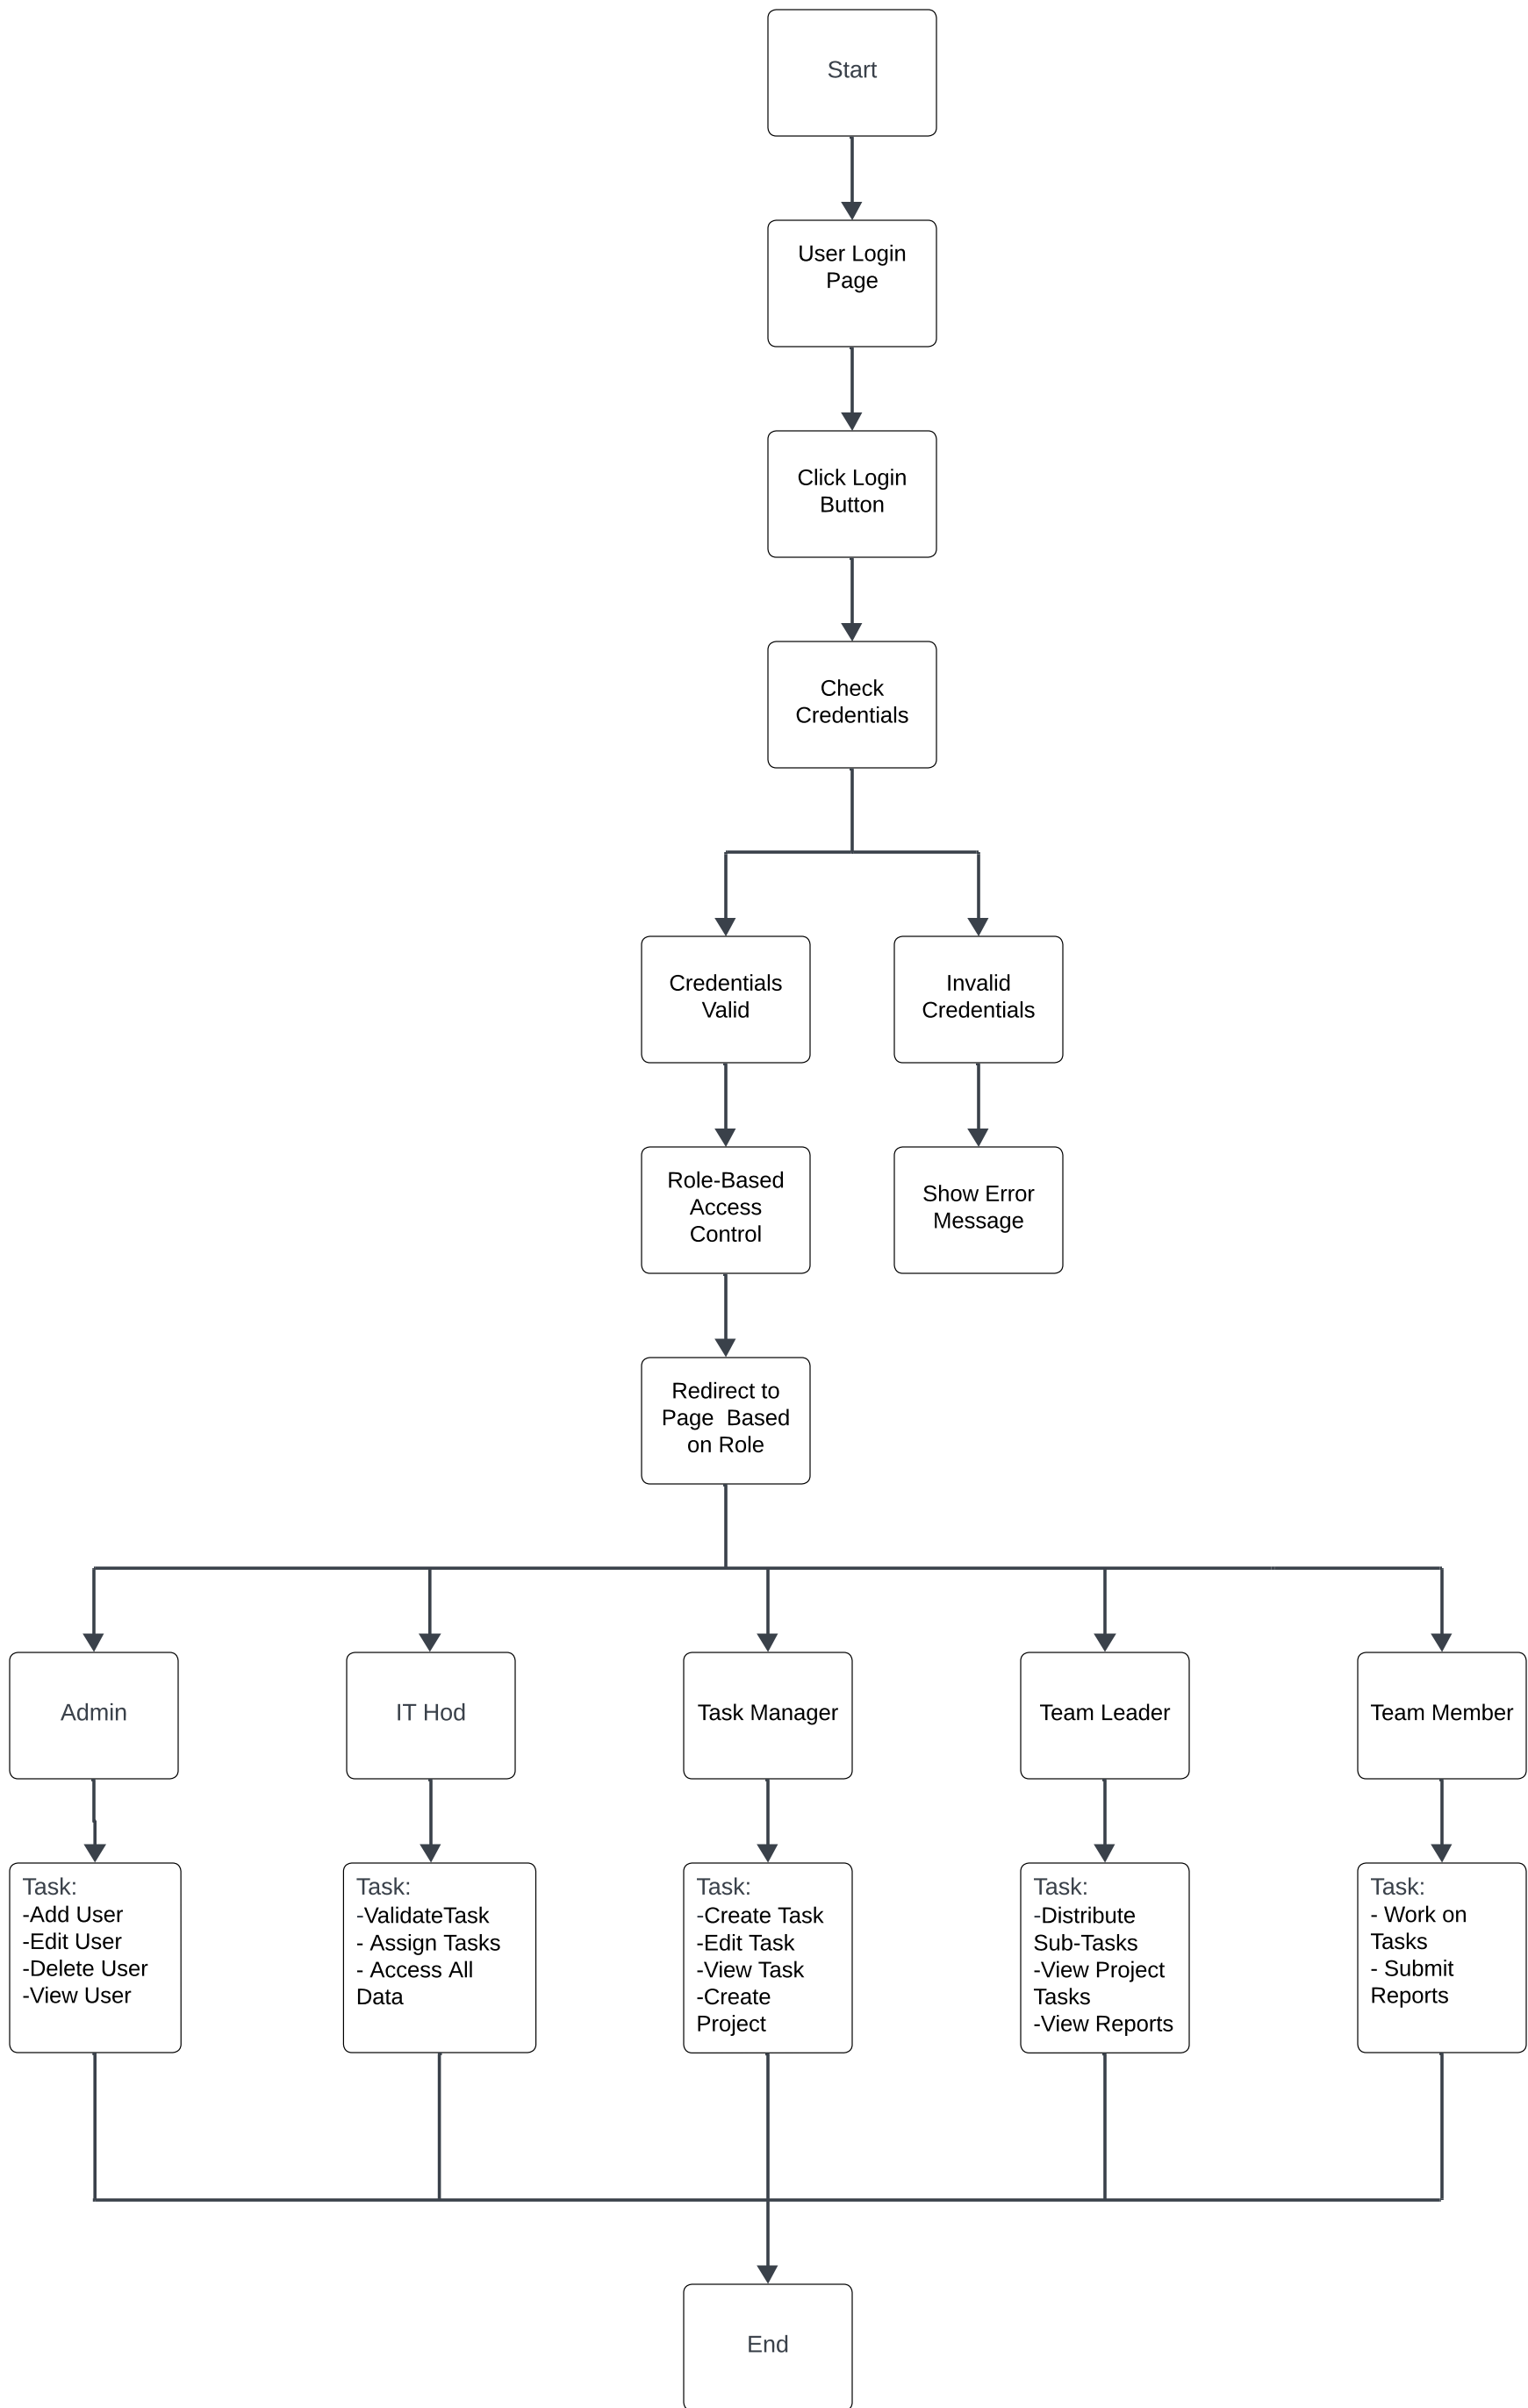 Start
User Login
Page
Click Login
Button
Check
Credentials
Credentials
Valid
Invalid
Credentials
Role-Based
Access
Control
Show Error
Message
Redirect to
Page  Based
on Role
Admin
IT Hod
Task Manager
Team Leader
Team Member
Task:
-Add User
-Edit User
-Delete User
-View User
Task:
-ValidateTask
- Assign Tasks
- Access All
Data
Task:
-Create Task
-Edit Task
-View Task
-Create
Project
Task:
-Distribute
Sub-Tasks
-View Project
Tasks
-View Reports
Task:
- Work on
Tasks
- Submit
Reports
End